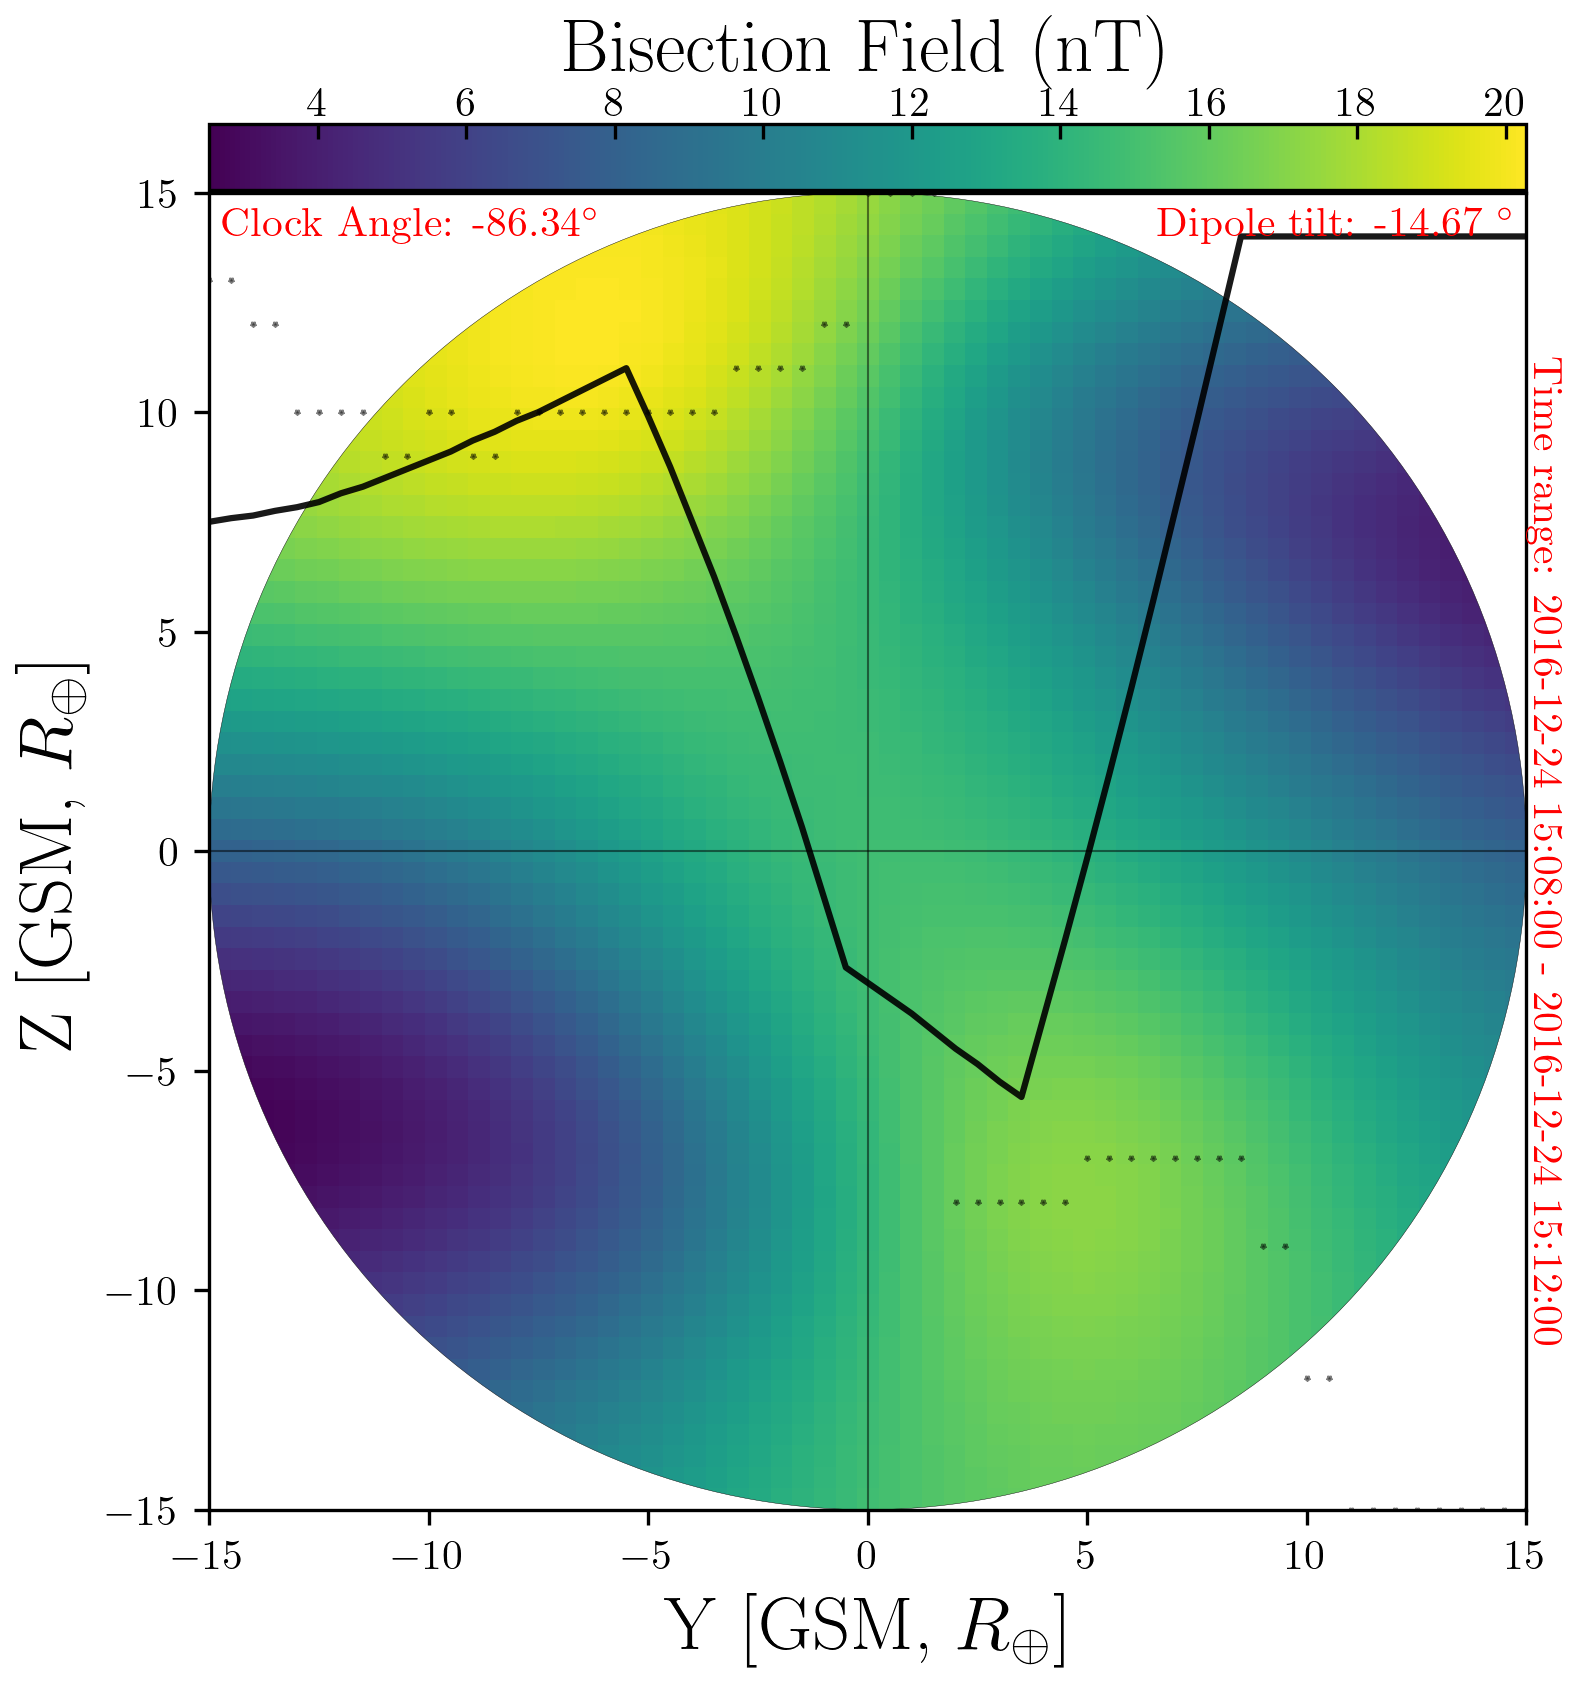 Bisection Field (nT)
4 6 8 10 12 14 16 18 20
Clock Angle: -86.34°
Dipole tilt: -14.67 °
15
10
5
0
−5
−10
−15
Z [GSM, R⊕]
−15 −10 −5 0 5 10 15
Y [GSM, R⊕]
Time range: 2016-12-24 15:08:00 - 2016-12-24 15:12:00